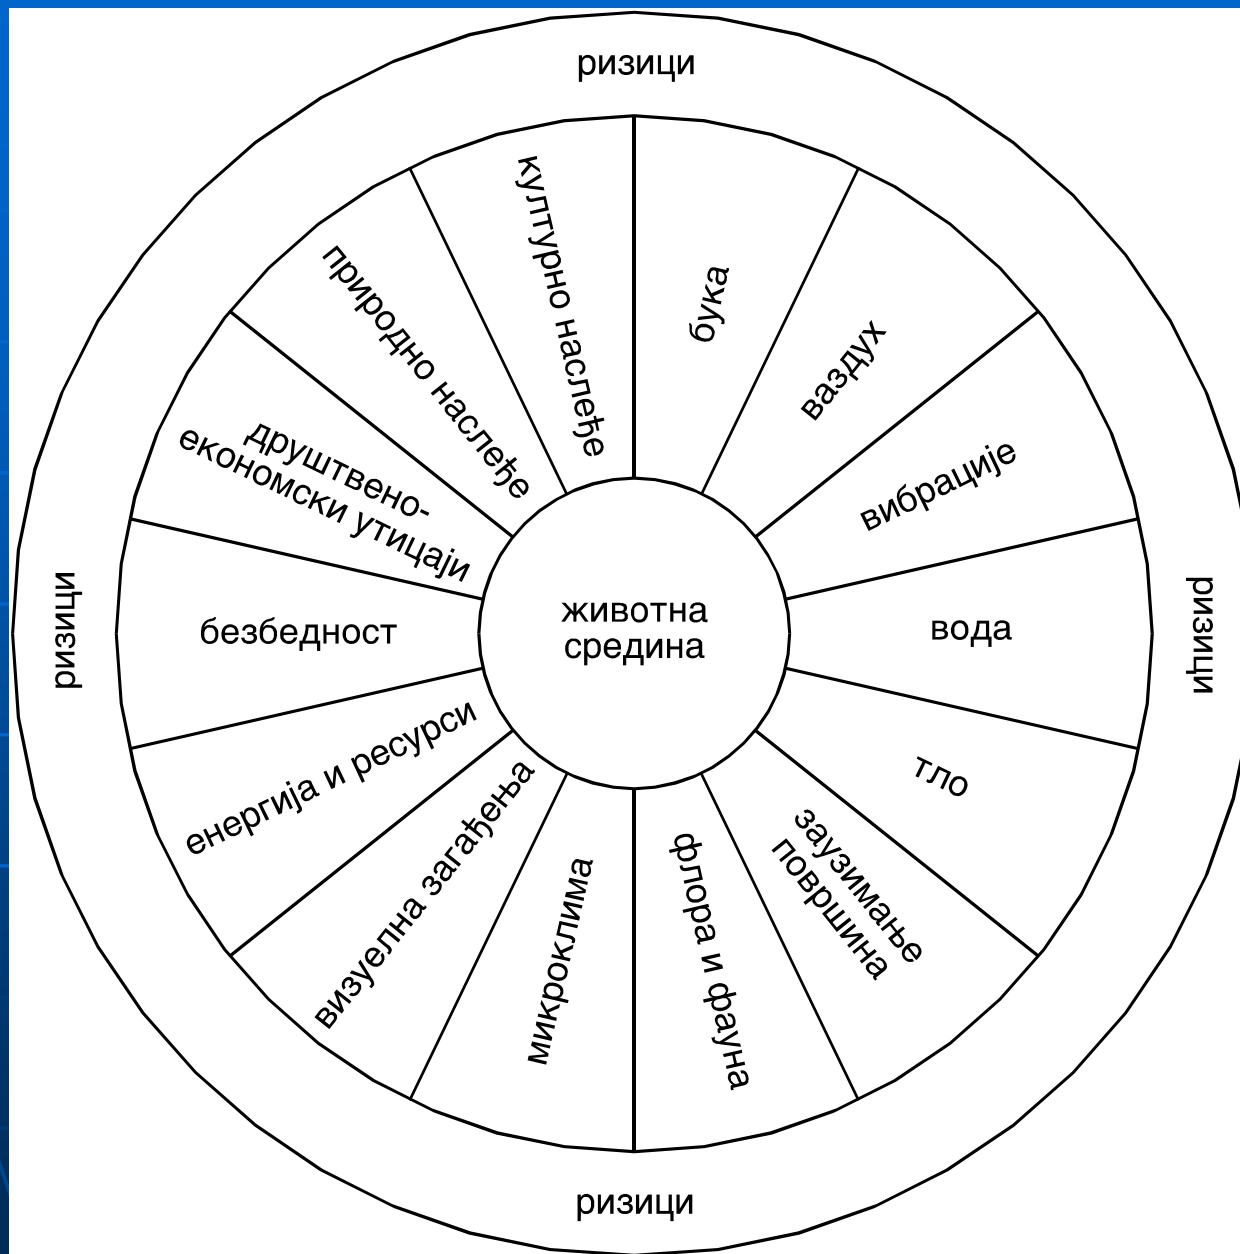 ризици
бука
ваздух
вибрације
вода
тло
заузимање
површина
флора и фауна
микроклима
визуелна загађења
енергија и ресурси
безбедност
друштвено-
економски утицаји
природно наслеђе
културно наслеђе
животна
средина
ризици
ризици
ризици